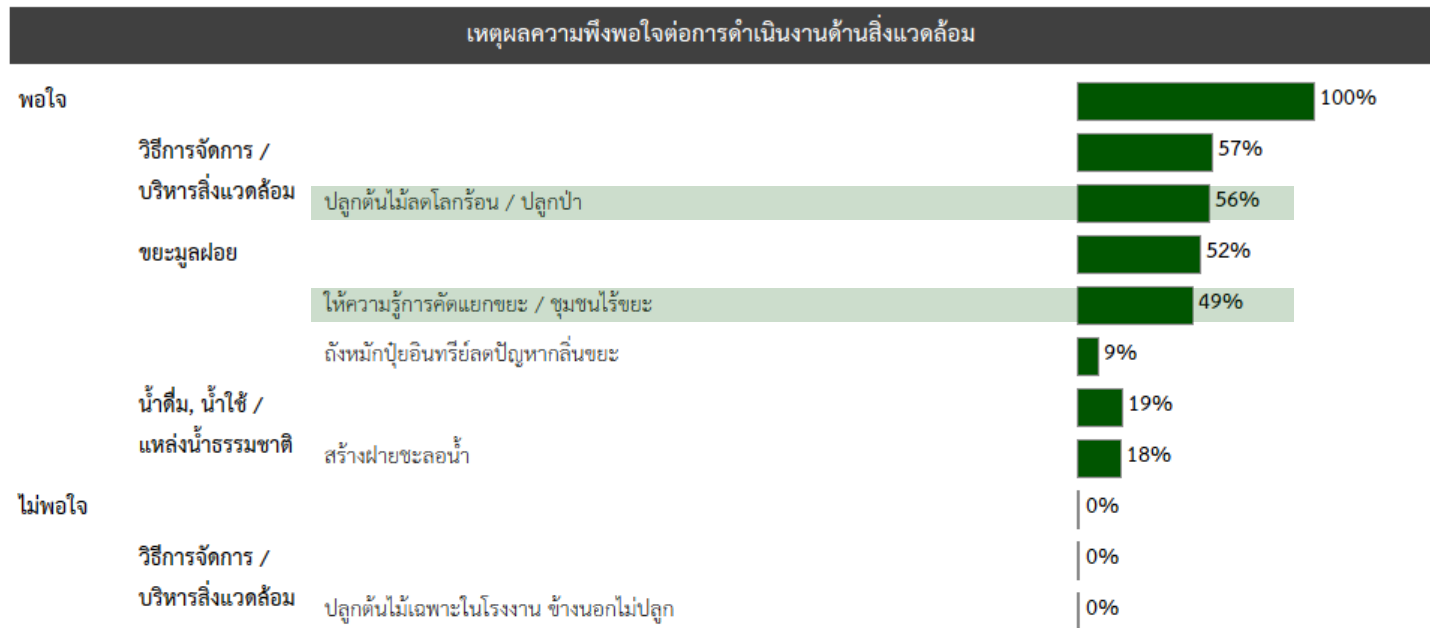 เหตุผลความพึงพอใจต่อการดำเนินงานด้านสิ่งแวดล้อม
พอใจ 100%
วิธีการจัดการ / 57%
บริหารสิ่งแวดล้อม ปลูกต้นไม้ลดโลกร้อน / ปลูกป่า 56%
ขยะมูลฝอย 52%
ให้ความรู้การคัดแยกขยะ / ชุมชนไร้ขยะ 49%
ถังหมักปุ๋ยอินทรีย์ลดปัญหากลิ่นขยะ 9%
น้ำดื่ม, น้ำใช้ / 19%
แหล่งน้ำธรรมชาติ สร้างฝายชะลอน้ำ 18%
ไม่พอใจ 0%
วิธีการจัดการ / 0%
บริหารสิ่งแวดล้อม ปลูกต้นไม้เฉพาะในโรงงาน ข้างนอกไม่ปลูก 0%